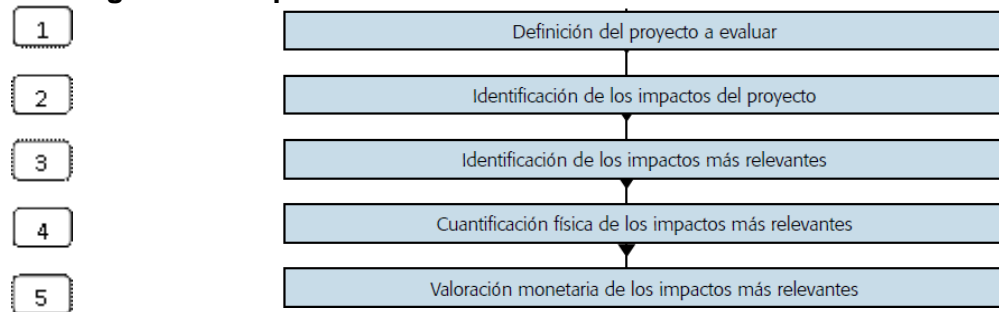 1
Definición del proyecto a evaluar
2
Identificación de los impactos del proyecto
3
Identificación de los impactos más relevantes
4
Cuantificación física de los impactos más relevantes
5
Valoración monetaria de los impactos más relevantes